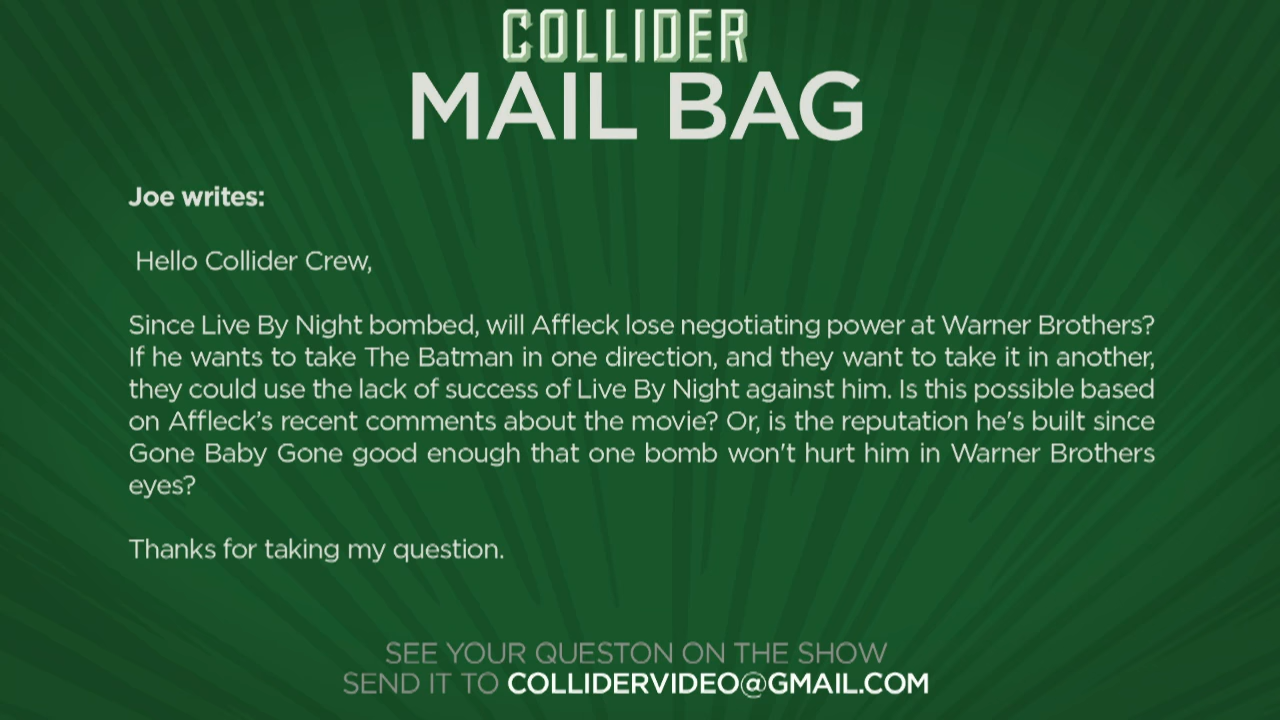 COLLIDER
MAIL BAG
Joe writes:
Hello Collider Crew,
Since Live By Night bombed, will Affleck lose negotiating power at Warner Brothers?
If he wants to take The Batman in one direction, and they want to take it in another,
they could use the lack of success of Live By Night against him. Is this possible based
on Affleck’s recent comments about the movie? Or, is the reputation he's built since
Gone Baby Gone good enough that one bomb won't hurt him in Warner Brothers
eyes?
Thanks for taking my question.
SEE YOUR QUESTON ON THE SHOW
SEND IT TO COLLIDERVIDEO@GMAIL.COM